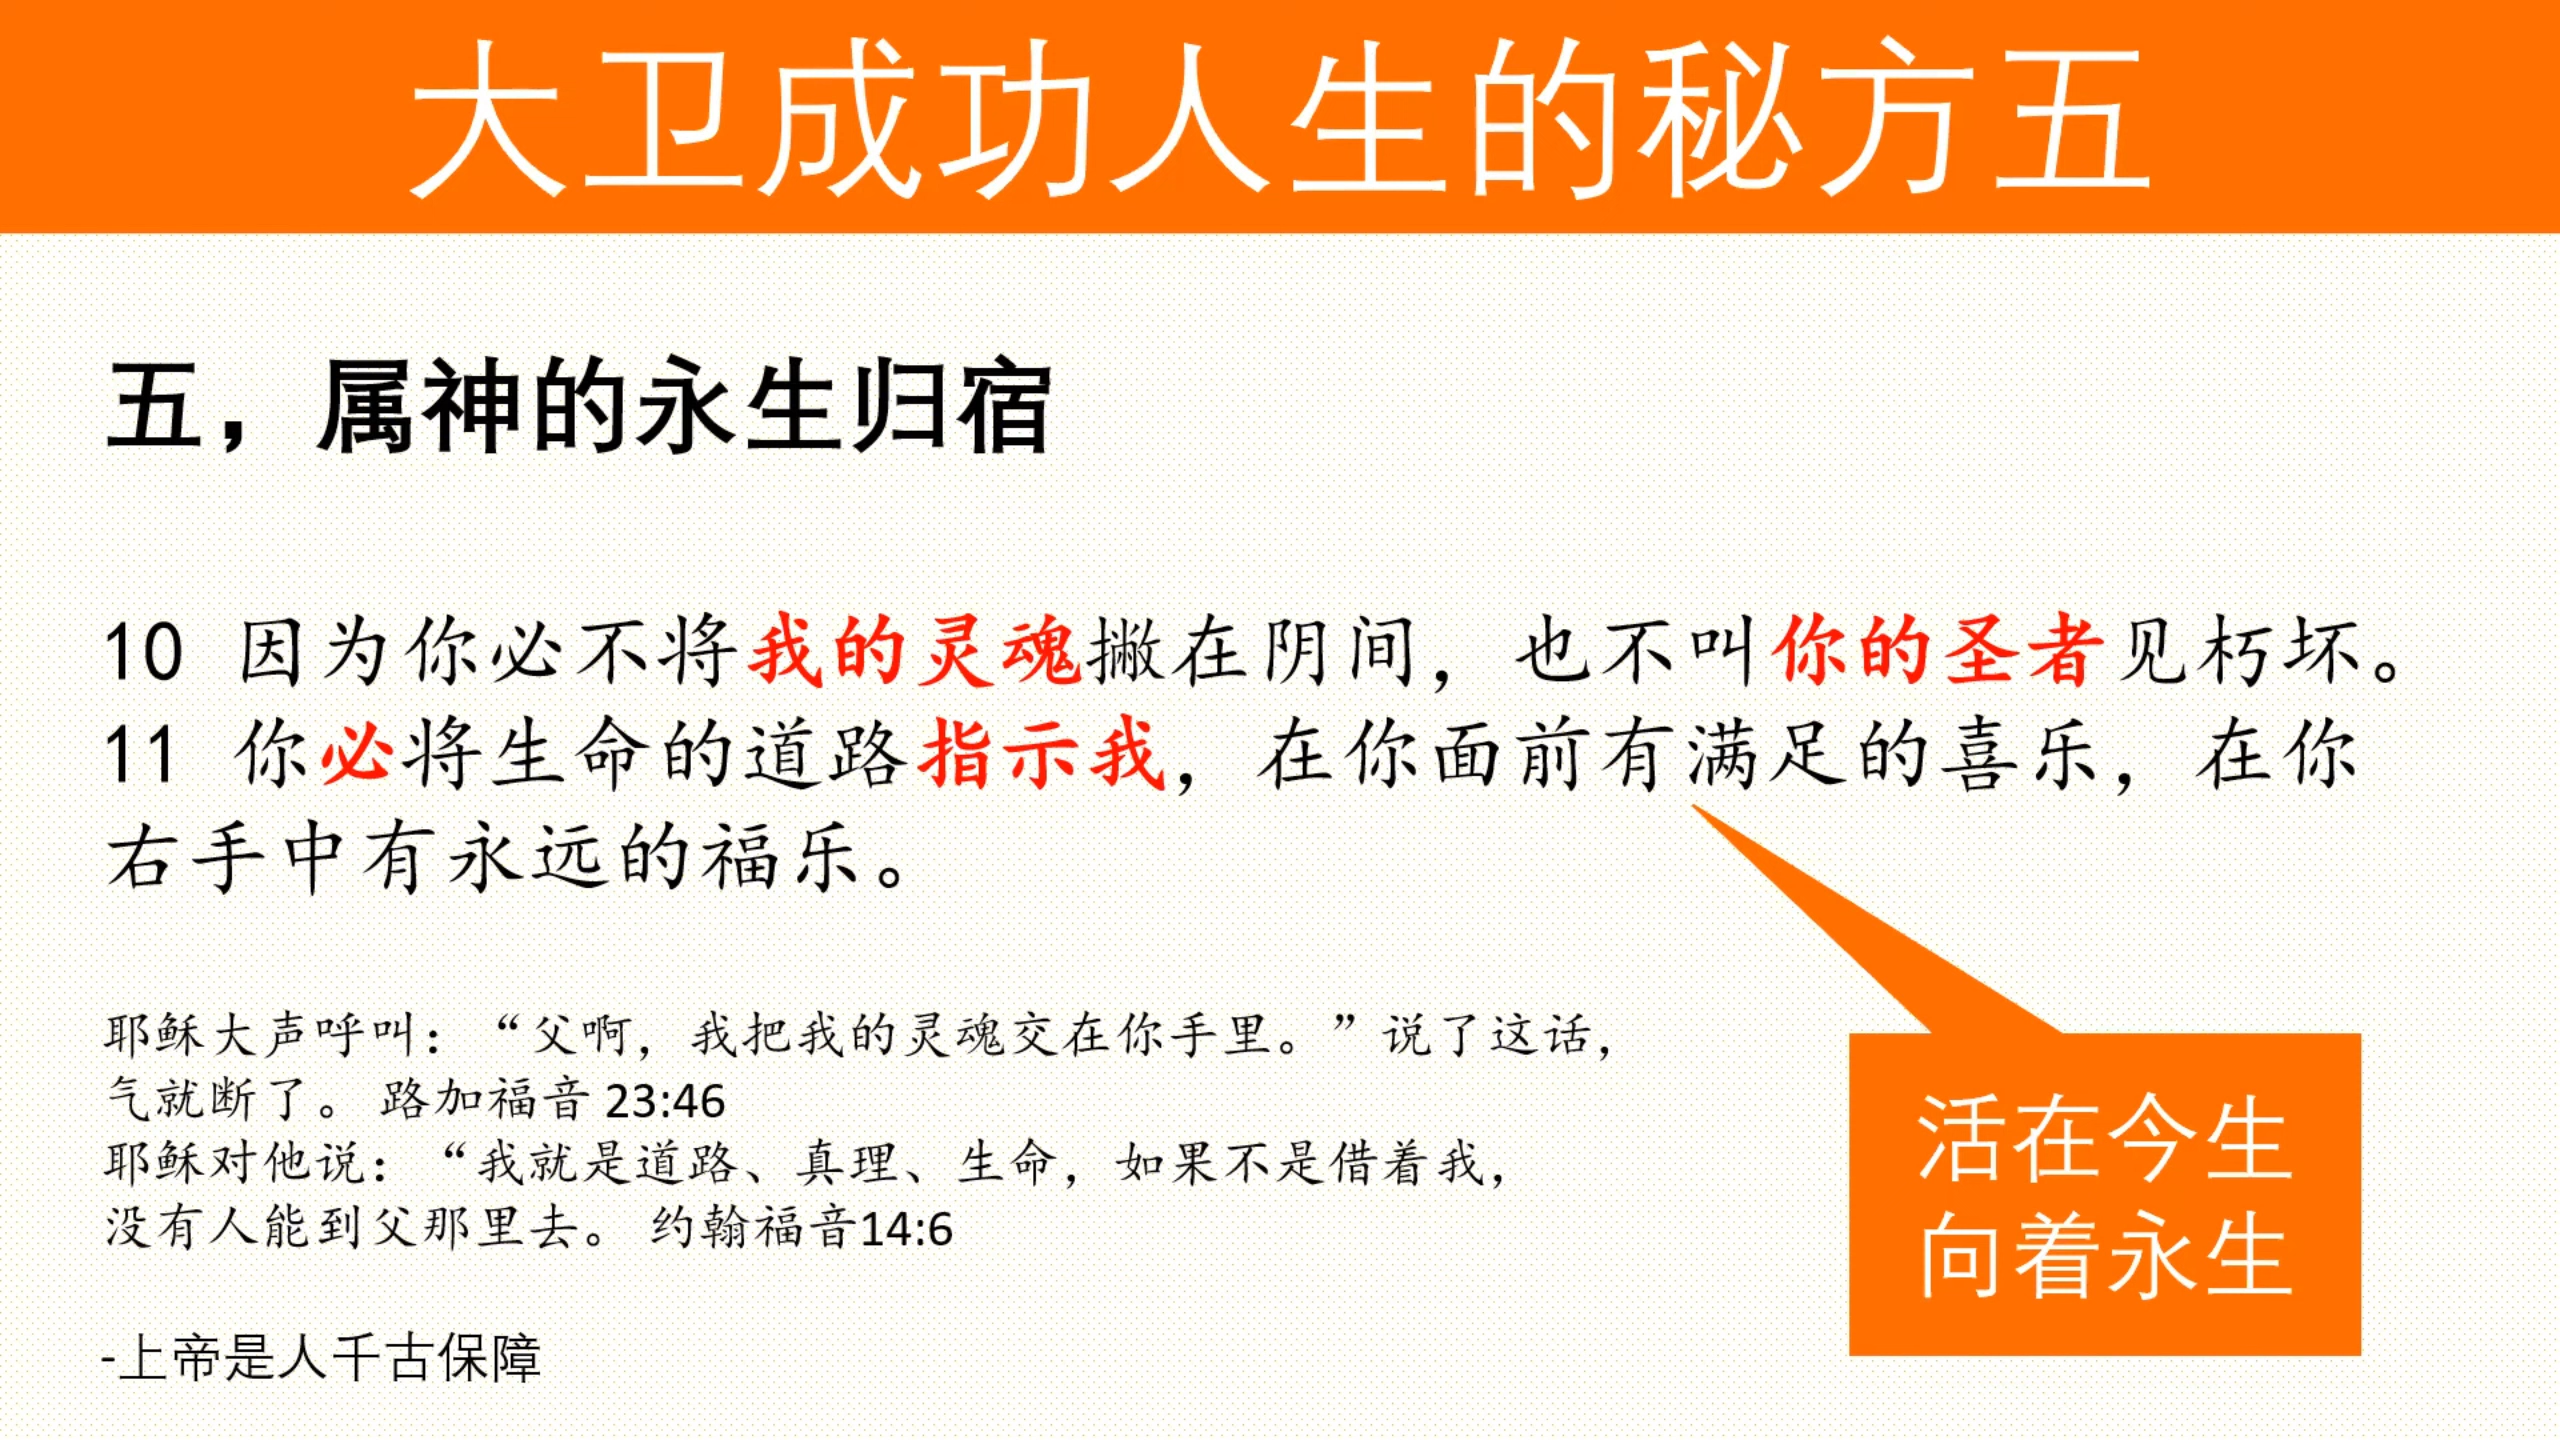 大卫成功人生的秘方五
五，属神的永生归宿
10 因为你必不将我的灵魂撇在阴间，也不叫你的圣者见朽坏。
11 你必将生命的道路指示我，在你面前有满足的喜乐，在你
右手中有永远的福乐。
耶稣大声呼叫：“父啊，我把我的灵魂交在你手里。”说了这话，
气就断了。 路加福音 23:46
耶稣对他说：“我就是道路、真理、生命，如果不是借着我，
没有人能到父那里去。 约翰福音14:6
-上帝是人千古保障
活在今生
向着永生